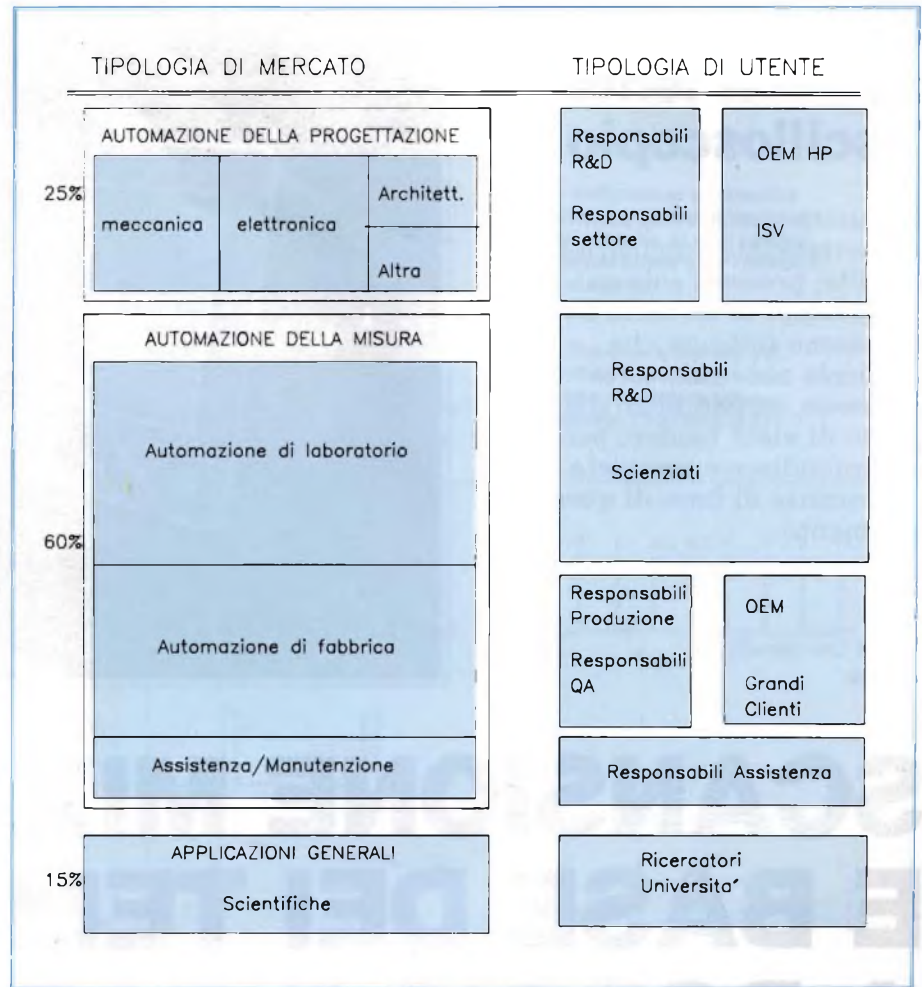 TIPOLOGIA DI MERCATO
TIPOLOGIA DI UTENTE
AUTOMAZIONE DELLA PROGETTAZIONE
25%
meccanica
elettronica
Architett.
Altra
Responsabili
R&D
Responsabili
settore
OEM HP
ISV
AUTOMAZIONE DELLA MISURA
60%
Automazione di laboratorio
Automazione di fabbrica
Assistenza/Manutenzione
Responsabili
R&D
Scienziati
Responsabili
Produzione
Responsabili
QA
OEM
Grandi
Clienti
Responsabili Assistenza
15%
APPLICAZIONI GENERALI
Scientifiche
Ricercatori
Universita´